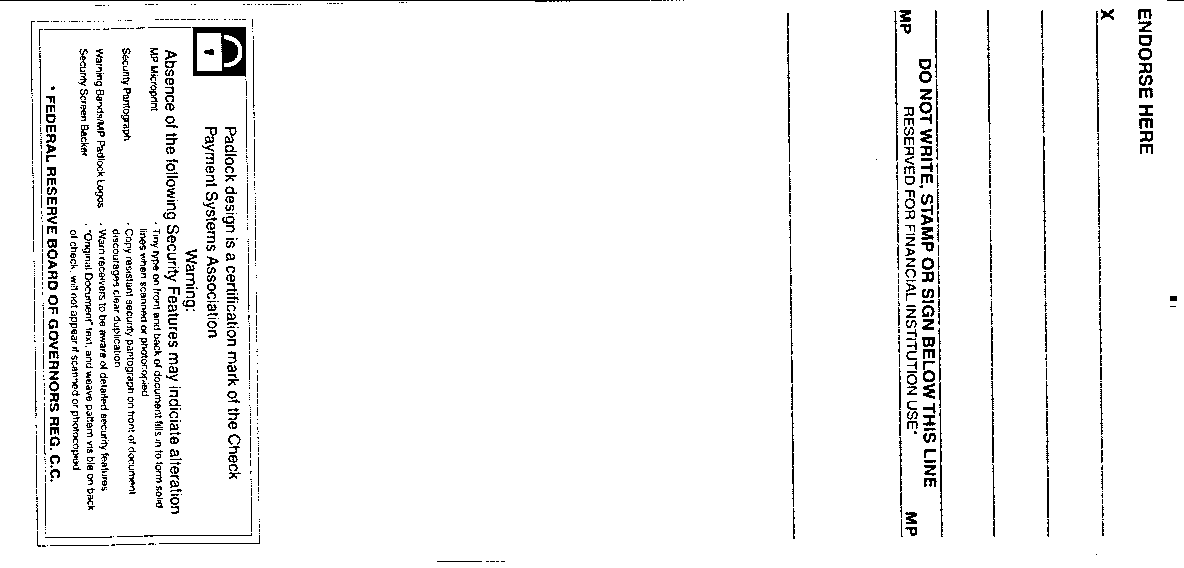 ENDORSE HERE
X
DO NOT WRITE, STAMP OR SIGN BELOW THIS LINE
MP RESERVED FOR FINANCIAL INSTITUTION USE* MP
Padlock design is a certification mark of the Check
Payment Systems Association
Warning:
Absence of the following Security Features may indiciate alteration
MP Microprint · Tiny type on front and back of document fills in to form solid
lines when scanned or photocopied
Security Pantograph · Copy resistant security pantograph on front of document
discourages clear duplication
Warning Bands/MP Padlock Logos · Warn receivers to be aware of detailed security features
Security Screen Backer · "Original Document" text, and weave pattern visible on back
of check, will not appear if scanned or photocopied
* FEDERAL RESERVE BOARD OF GOVERNORS REG. C.C.